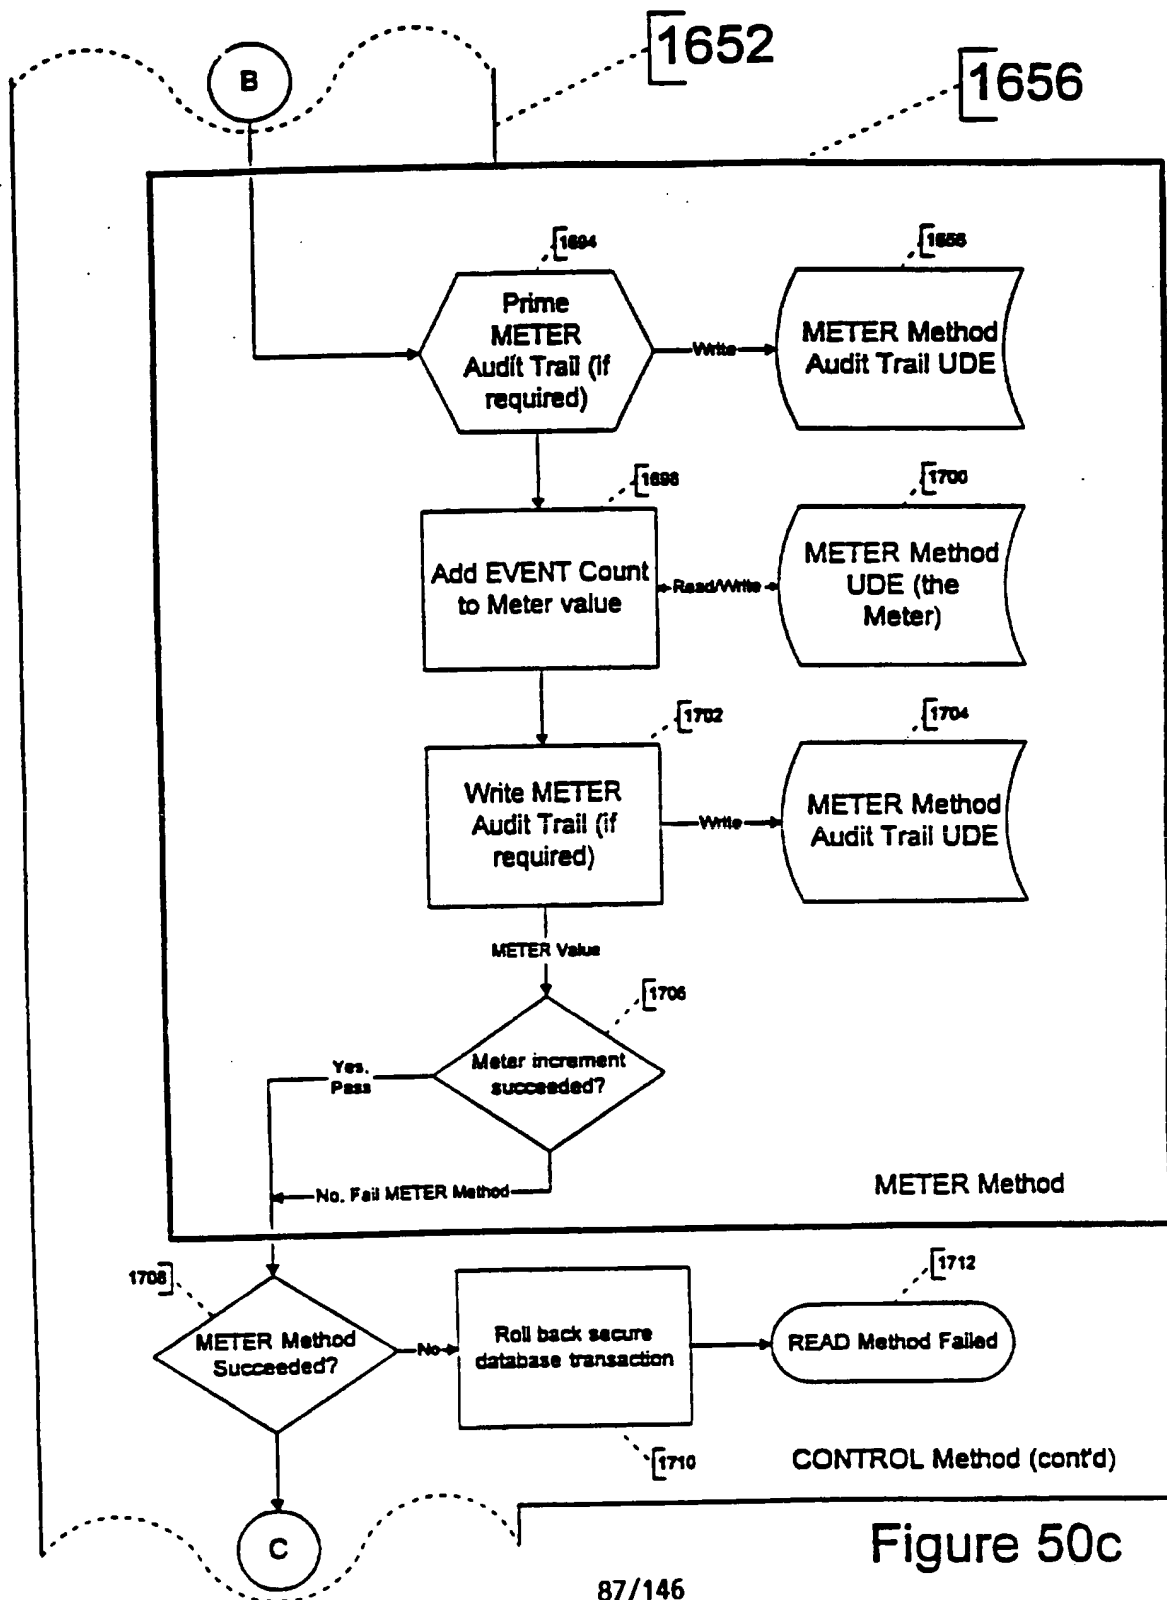 1652
1656
B
1694
Prime
METER
Audit Trail (if
required)
Write
METER Method
Audit Trail UDE
1698
Add EVENT Count
to Meter value
Read/Write
1700
METER Method
UDE (the
Meter)
1702
Write METER
Audit Trail (if
required)
Write
1704
METER Method
Audit Trail UDE
METER Value
1706
Meter increment
succeeded?
Yes.
Pass
No. Fail METER Method
METER Method
1708
METER Method
Succeeded?
No
Roll back secure
database transaction
1710
1712
READ Method Failed
CONTROL Method (cont'd)
C
Figure 50c
87/146